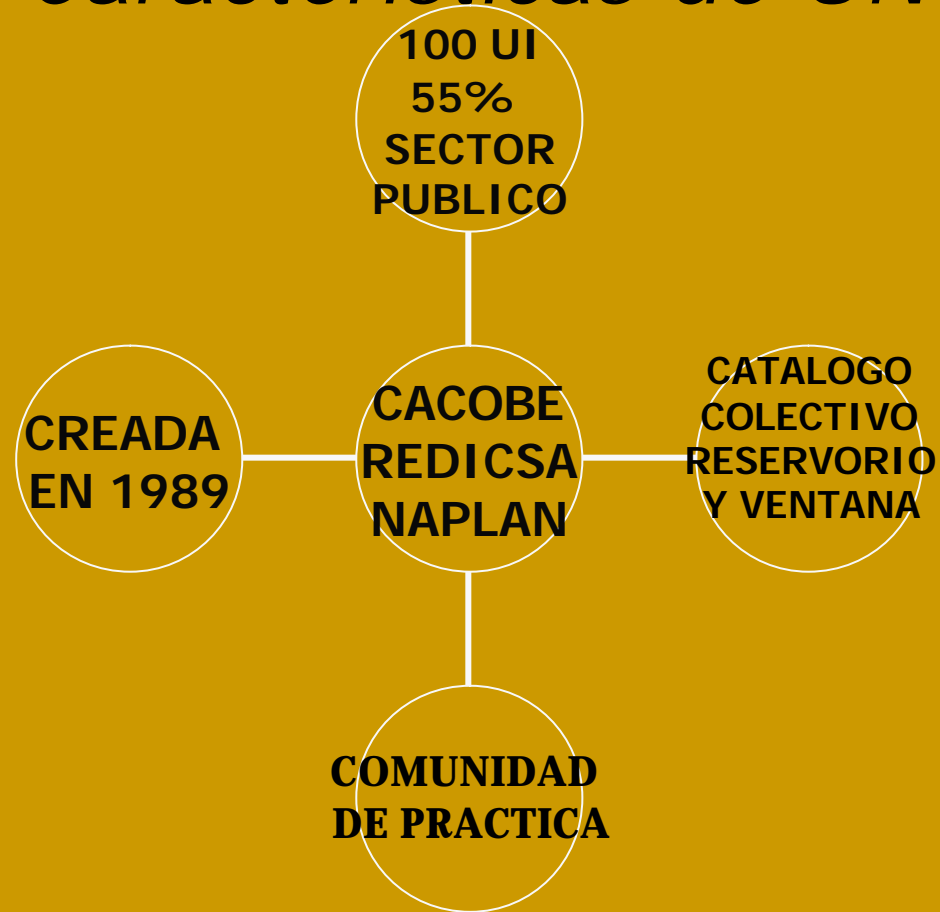 100 UI
55%
SECTOR
PUBLICO
CREADA
EN 1989
CACOBE
REDICSA
NAPLAN
CATALOGO
COLECTIVO
RESERVORIO
Y VENTANA
COMUNIDAD
DE PRACTICA